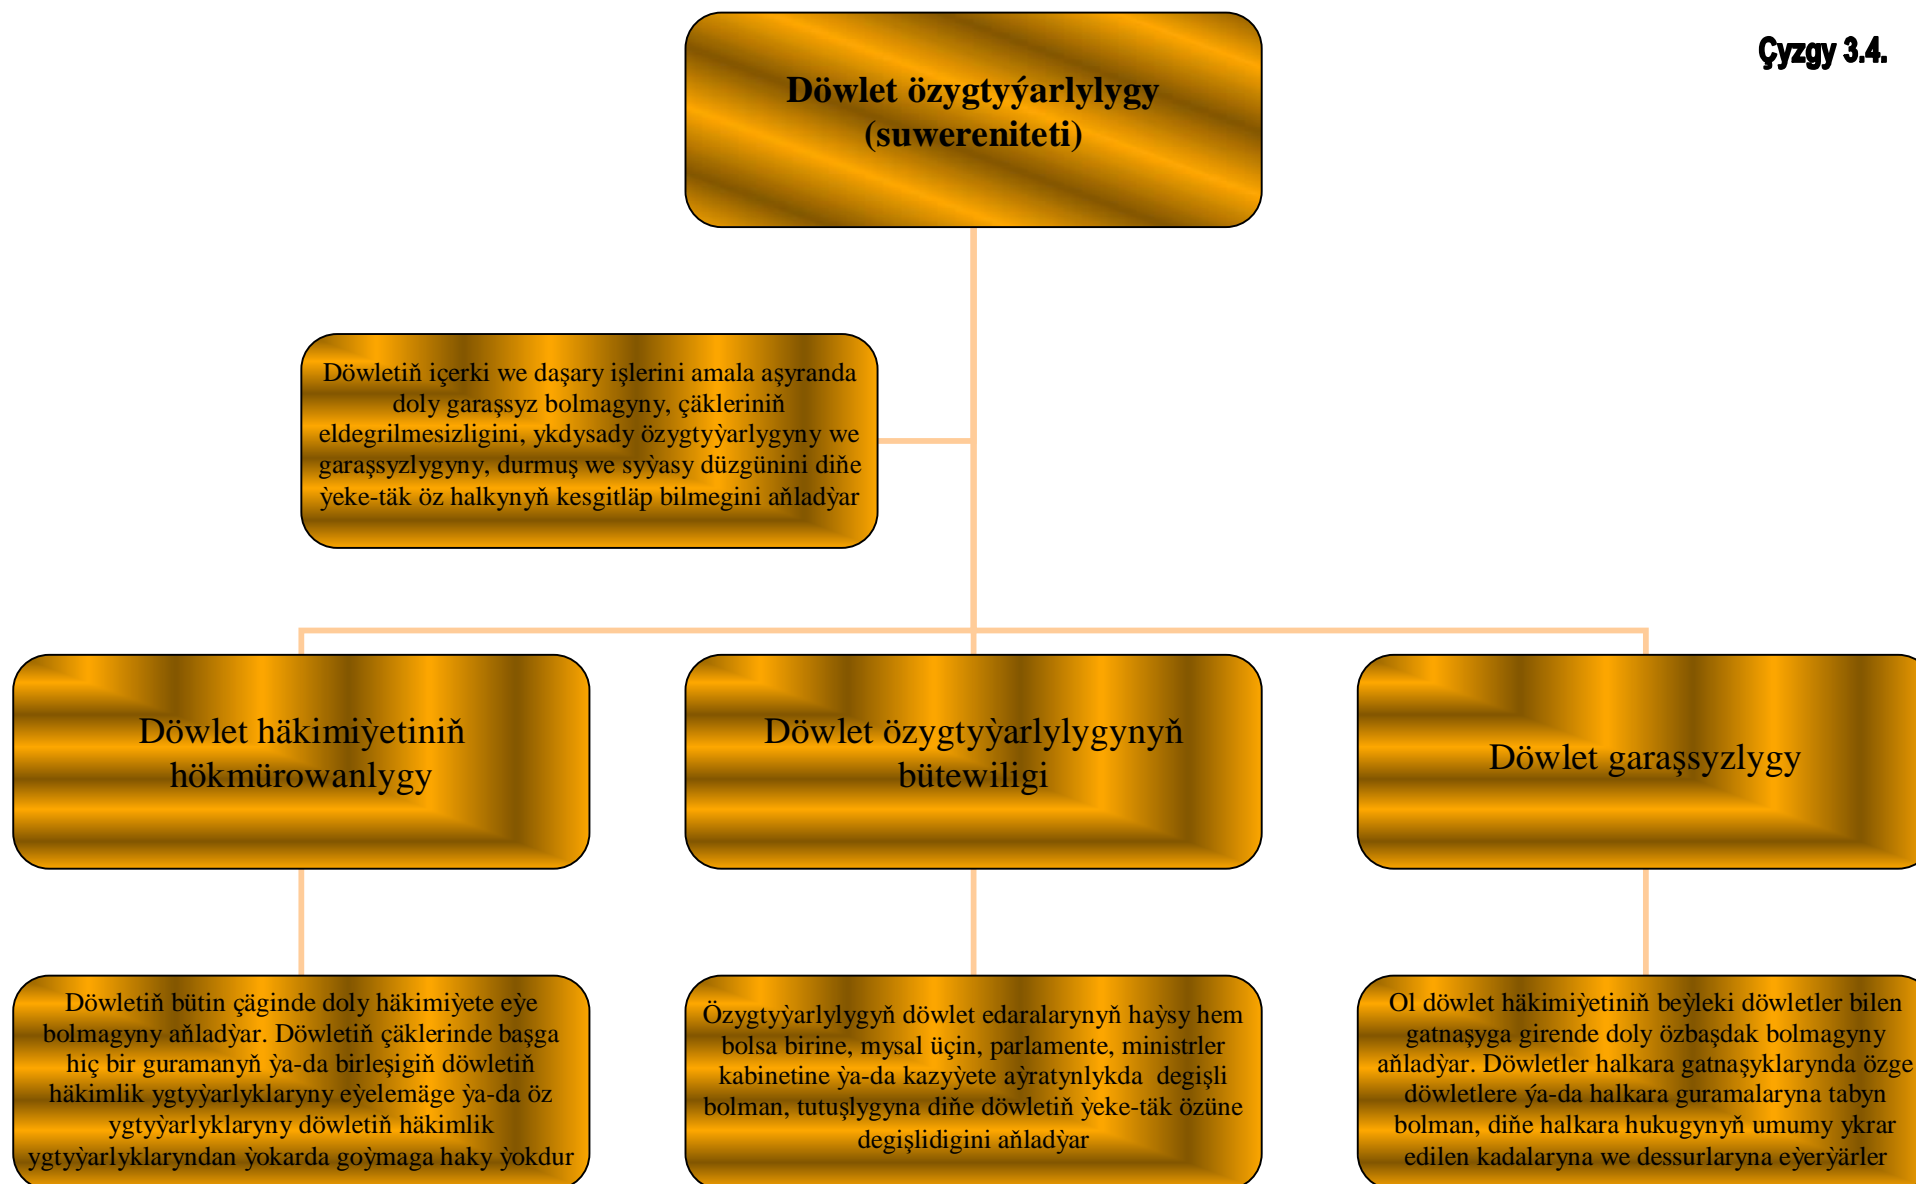 Çyzgy 3.4.
Döwlet özygtyýarlylygy
(suwereniteti)
Döwletiň içerki we daşary işlerini amala aşyranda
doly garaşsyz bolmagyny, çäkleriniň
eldegrilmesizligini, ykdysady özygtyỳarlygyny we
garaşsyzlygyny, durmuş we syỳasy düzgünini diňe
ỳeke-täk öz halkynyň kesgitläp bilmegini aňladỳar
Döwlet häkimiỳetiniň
hökmürowanlygy
Döwlet özygtyỳarlylygynyň
bütewiligi
Döwlet garaşsyzlygy
Döwletiň bütin çäginde doly häkimiỳete eỳe
bolmagyny aňladỳar. Döwletiň çäklerinde başga
hiç bir guramanyň ỳa-da birleşigiň döwletiň
häkimlik ygtyỳarlyklaryny eỳelemäge ỳa-da öz
ygtyỳarlyklaryny döwletiň häkimlik
ygtyỳarlyklaryndan ỳokarda goỳmaga haky ỳokdur
Özygtyỳarlylygyň döwlet edaralarynyň haỳsy hem
bolsa birine, mysal üçin, parlamente, ministrler
kabinetine ỳa-da kazyỳete aỳratynlykda degişli
bolman, tutuşlygyna diňe döwletiň ỳeke-täk özüne
degişlidigini aňladỳar
Ol döwlet häkimiỳetiniň beỳleki döwletler bilen
gatnaşyga girende doly özbaşdak bolmagyny
aňladỳar. Döwletler halkara gatnaşyklarynda özge
döwletlere ýa-da halkara guramalaryna tabyn
bolman, diňe halkara hukugynyň umumy ykrar
edilen kadalaryna we dessurlaryna eỳerỳärler